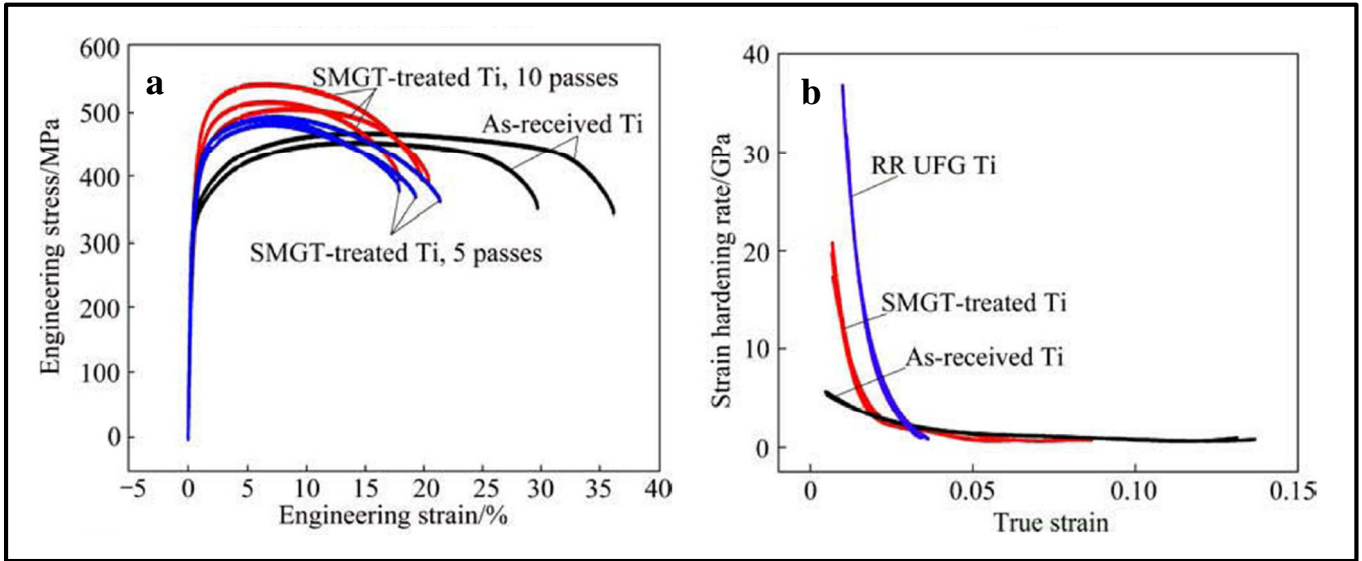 a
600
500
400
300
200
100
0
Engineering stress/MPa
SMGT-treated Ti, 10 passes
As-received Ti
SMGT-treated Ti, 5 passes
−5 0 5 10 15 20 25 30 35 40
Engineering strain/%
b
40
30
20
10
0
Strain hardening rate/GPa
RR UFG Ti
SMGT-treated Ti
As-received Ti
0 0.05 0.10 0.15
True strain